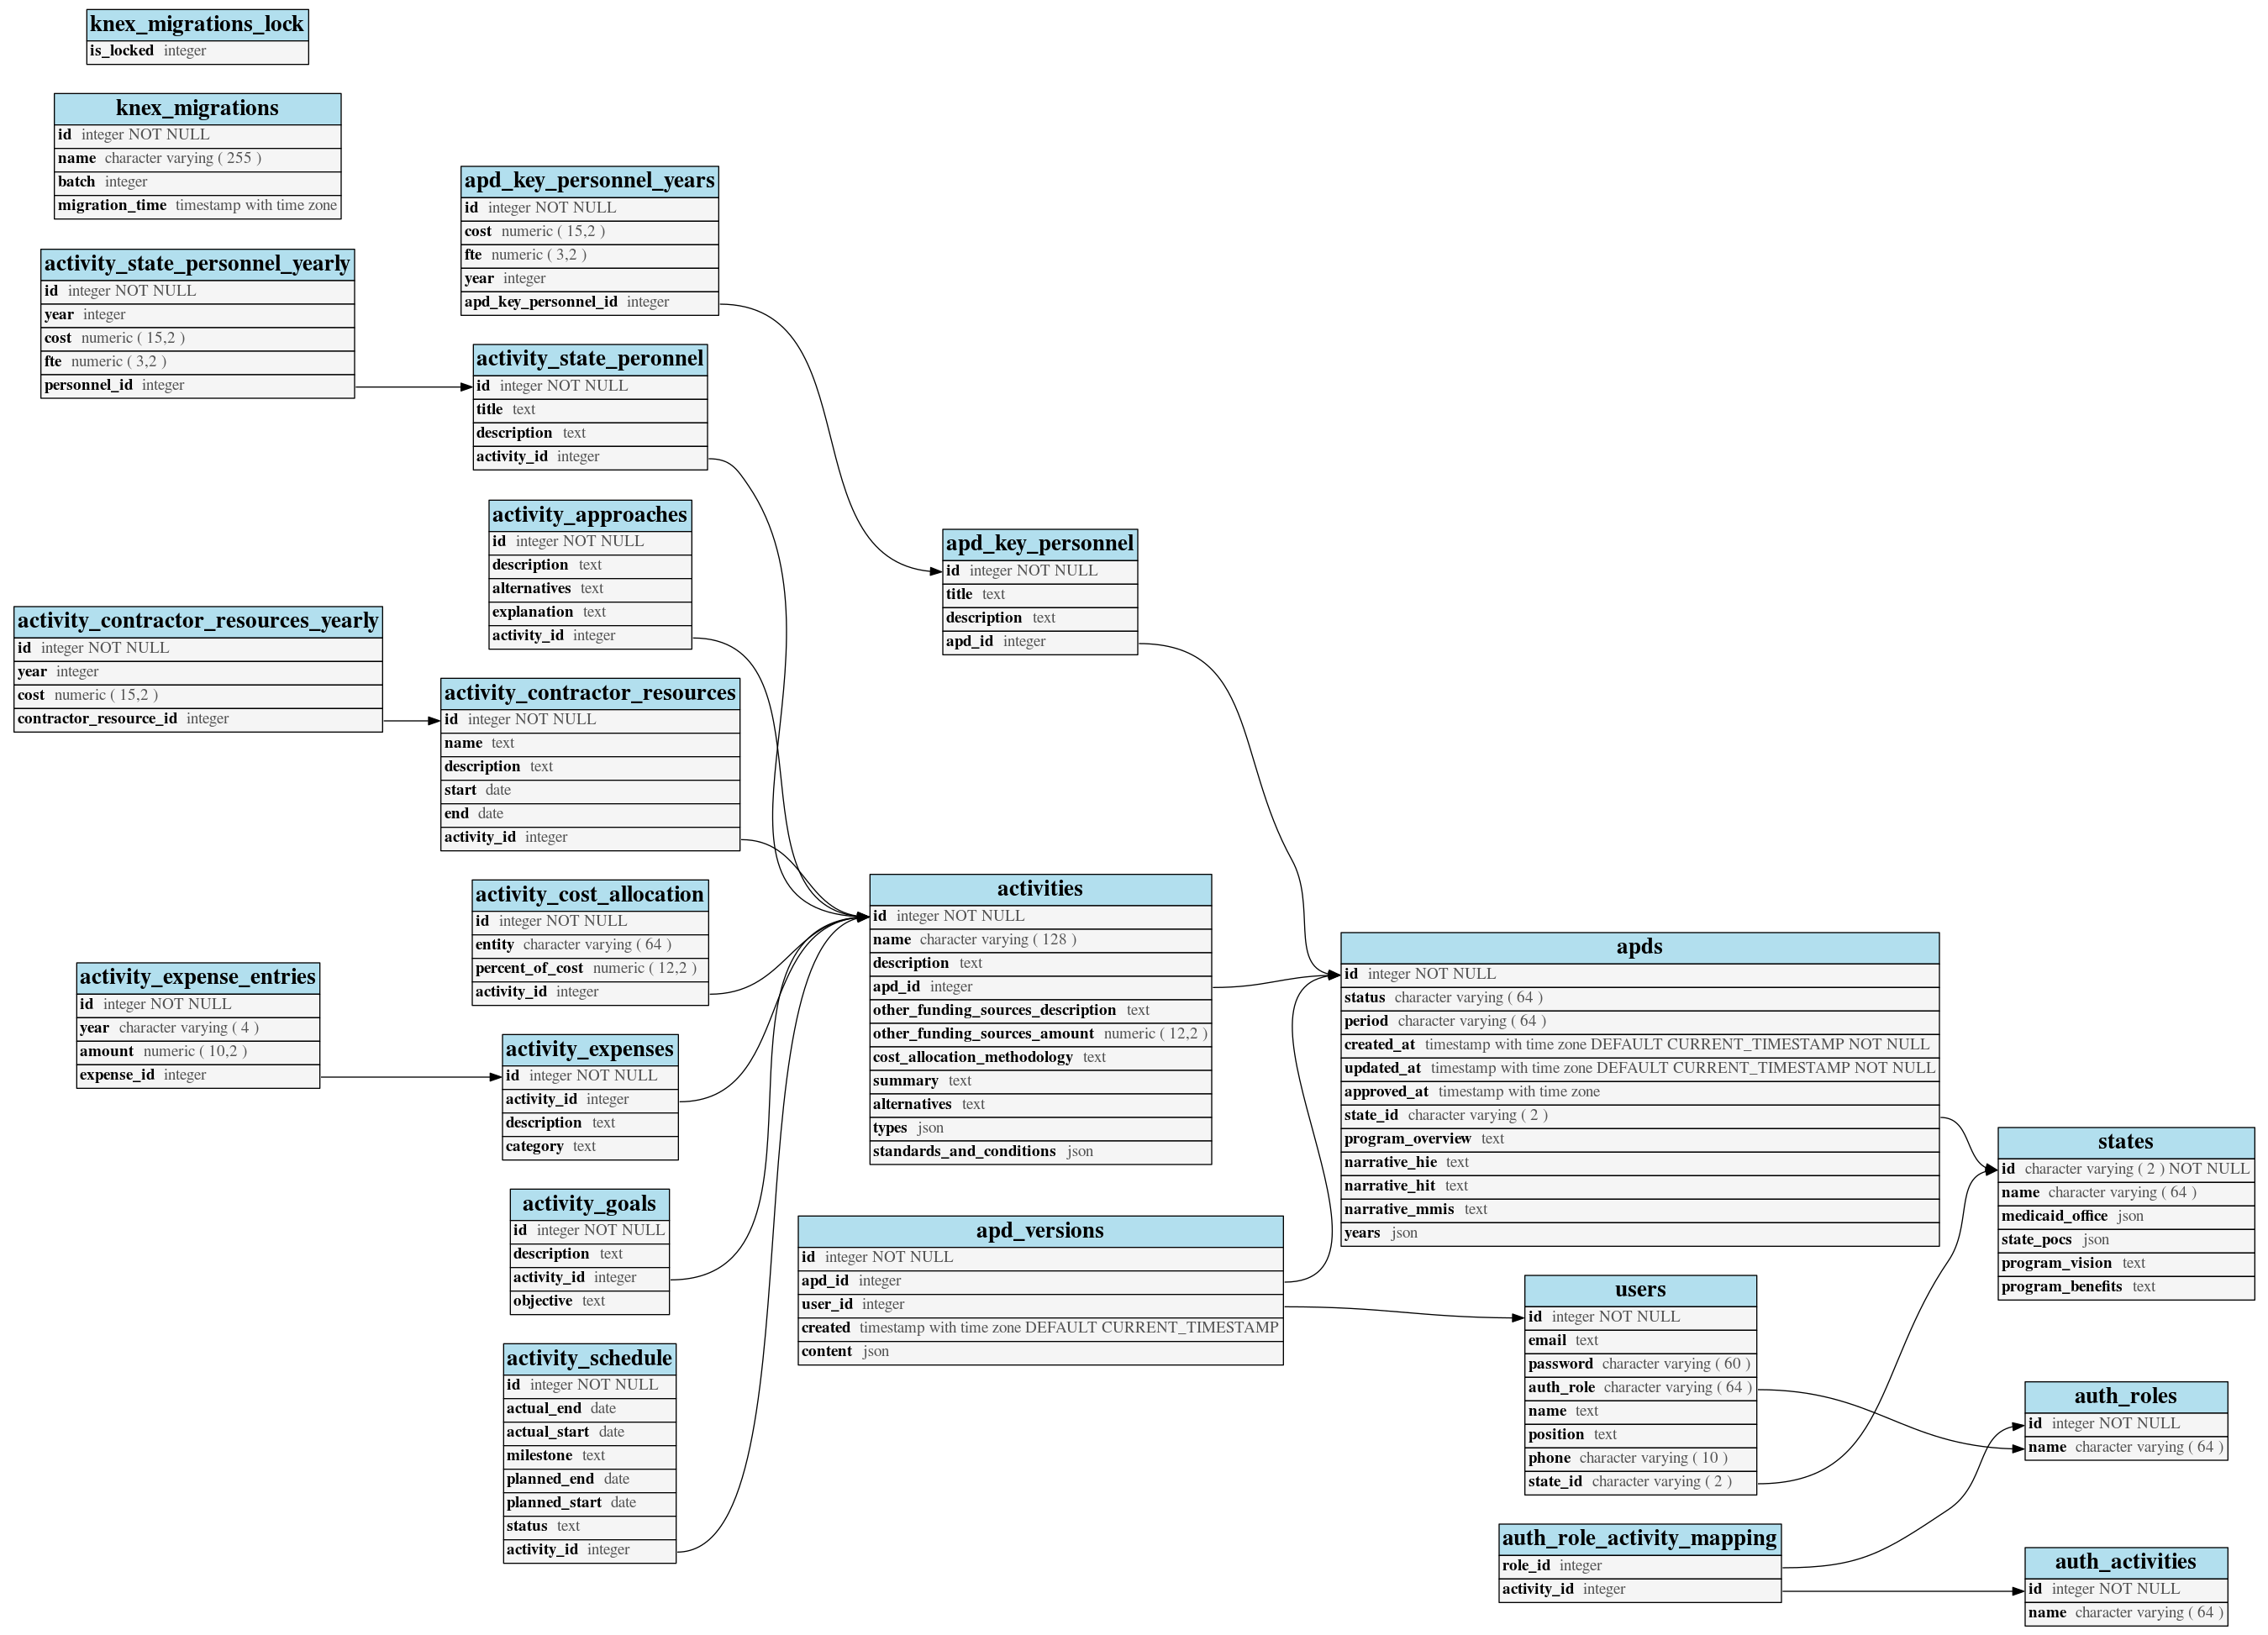 knex_migrations_lock
is_locked integer
knex_migrations
id integer NOT NULL
name character varying ( 255 )
batch integer
migration_time timestamp with time zone
activity_state_personnel_yearly
id integer NOT NULL
year integer
cost numeric ( 15,2 )
fte numeric ( 3,2 )
personnel_id integer
activity_contractor_resources_yearly
id integer NOT NULL
year integer
cost numeric ( 15,2 )
contractor_resource_id integer
activity_expense_entries
id integer NOT NULL
year character varying ( 4 )
amount numeric ( 10,2 )
expense_id integer
apd_key_personnel_years
id integer NOT NULL
cost numeric ( 15,2 )
fte numeric ( 3,2 )
year integer
apd_key_personnel_id integer
activity_state_peronnel
id integer NOT NULL
title text
description text
activity_id integer
activity_approaches
id integer NOT NULL
description text
alternatives text
explanation text
activity_id integer
activity_contractor_resources
id integer NOT NULL
name text
description text
start date
end date
activity_id integer
activity_cost_allocation
id integer NOT NULL
entity character varying ( 64 )
percent_of_cost numeric ( 12,2 )
activity_id integer
activity_expenses
id integer NOT NULL
activity_id integer
description text
category text
activity_goals
id integer NOT NULL
description text
activity_id integer
objective text
activity_schedule
id integer NOT NULL
actual_end date
actual_start date
milestone text
planned_end date
planned_start date
status text
activity_id integer
apd_key_personnel
id integer NOT NULL
title text
description text
apd_id integer
activities
id integer NOT NULL
name character varying ( 128 )
description text
apd_id integer
other_funding_sources_description text
other_funding_sources_amount numeric ( 12,2 )
cost_allocation_methodology text
summary text
alternatives text
types json
standards_and_conditions json
apd_versions
id integer NOT NULL
apd_id integer
user_id integer
created timestamp with time zone DEFAULT CURRENT_TIMESTAMP
content json
apds
id integer NOT NULL
status character varying ( 64 )
period character varying ( 64 )
created_at timestamp with time zone DEFAULT CURRENT_TIMESTAMP NOT NULL
updated_at timestamp with time zone DEFAULT CURRENT_TIMESTAMP NOT NULL
approved_at timestamp with time zone
state_id character varying ( 2 )
program_overview text
narrative_hie text
narrative_hit text
narrative_mmis text
years json
users
id integer NOT NULL
email text
password character varying ( 60 )
auth_role character varying ( 64 )
name text
position text
phone character varying ( 10 )
state_id character varying ( 2 )
auth_role_activity_mapping
role_id integer
activity_id integer
states
id character varying ( 2 ) NOT NULL
name character varying ( 64 )
medicaid_office json
state_pocs json
program_vision text
program_benefits text
auth_roles
id integer NOT NULL
name character varying ( 64 )
auth_activities
id integer NOT NULL
name character varying ( 64 )